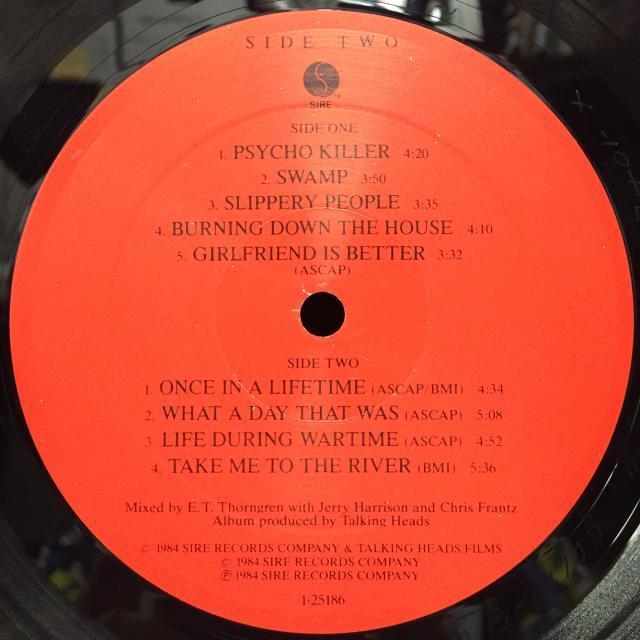 SIDE TWO
SIRE
SIDE ONE
1. PSYCHO KILLER 4:20
2. SWAMP 3:50
3. SLIPPERY PEOPLE 3:35
4. BURNING DOWN THE HOUSE 4:10
5. GIRLFRIEND IS BETTER 3:32
(ASCAP)
SIDE TWO
1. ONCE IN A LIFETIME (ASCAP/BMI) 4:34
2. WHAT A DAY THAT WAS (ASCAP) 5:08
3. LIFE DURING WARTIME (ASCAP) 4:52
4. TAKE ME TO THE RIVER (BMI) 5:36
Mixed by E.T. Thorngren with Jerry Harrison and Chris Frantz
Album produced by Talking Heads
© 1984 SIRE RECORDS COMPANY & TALKING HEADS FILMS
© 1984 SIRE RECORDS COMPANY
℗ 1984 SIRE RECORDS COMPANY
1-25186